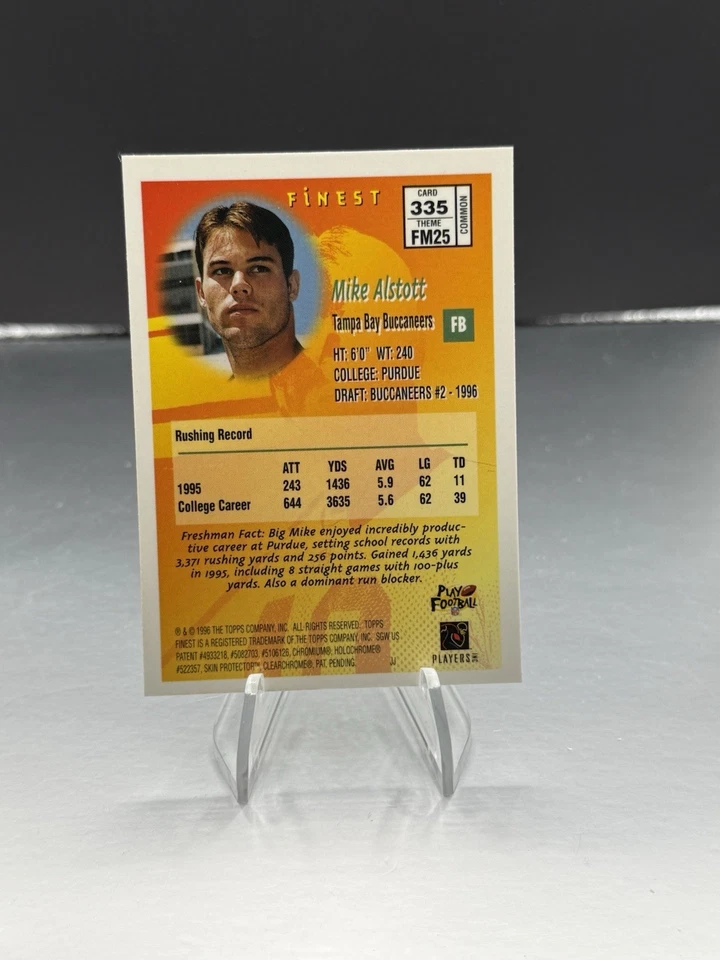 FiNEST
CARD
335
THEME
FM25
COMMON
Mike Alstott
Tampa Bay Buccaneers FB
HT: 6'0" WT: 240
COLLEGE: PURDUE
DRAFT: BUCCANEERS #2 - 1996
Rushing Record
ATT YDS AVG LG TD
1995 243 1436 5.9 62 11
College Career 644 3635 5.6 62 39
Freshman Fact: Big Mike enjoyed incredibly produc-
tive career at Purdue, setting school records with
3,371 rushing yards and 256 points. Gained 1,436 yards
in 1995, including 8 straight games with 100-plus
yards. Also a dominant run blocker.
PLAY
FOOTBALL
® & © 1996 THE TOPPS COMPANY, INC. ALL RIGHTS RESERVED. TOPPS
FINEST IS A REGISTERED TRADEMARK OF THE TOPPS COMPANY, INC. SGW US
PATENT #4933218, #5082703, #5106126, CHROMIUM®, HOLOCHROME®
#522357, SKIN PROTECTOR™, CLEARCHROME®, PAT. PENDING. JJ
PLAYERS INC